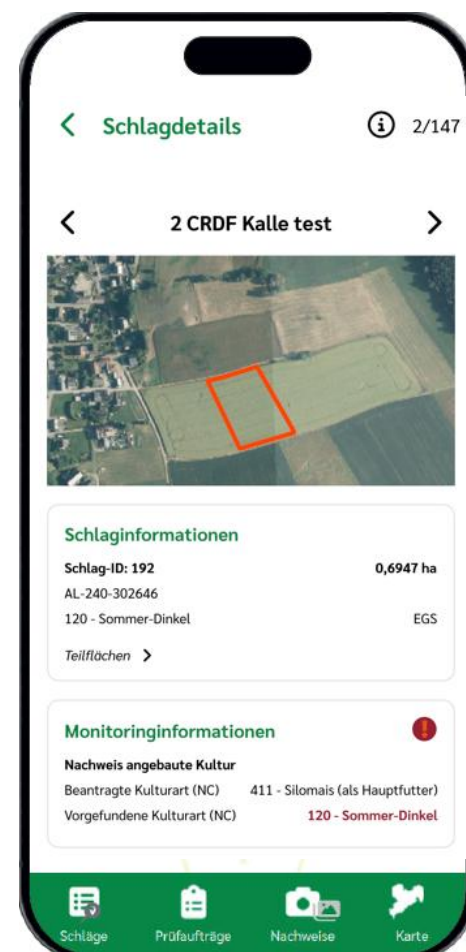 Schlagdetails 2/147
2 CRDF Kalle test
Schlaginformationen
Schlag-ID: 192 0,6947 ha
AL-240-302646
120 - Sommer-Dinkel EGS
Teilflächen
Monitoringinformationen
Nachweis angebaute Kultur
Beantragte Kulturart (NC) 411 - Silomais (als Hauptfutter)
Vorgefundene Kulturart (NC) 120 - Sommer-Dinkel
Schläge Prüfaufträge Nachweise Karte